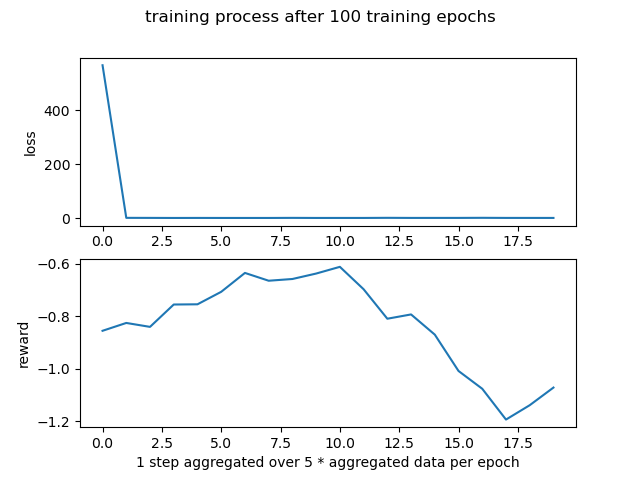 training process after 100 training epochs
400
200
0
loss
0.0 2.5 5.0 7.5 10.0 12.5 15.0 17.5
−0.6
−0.8
−1.0
−1.2
reward
0.0 2.5 5.0 7.5 10.0 12.5 15.0 17.5
1 step aggregated over 5 * aggregated data per epoch